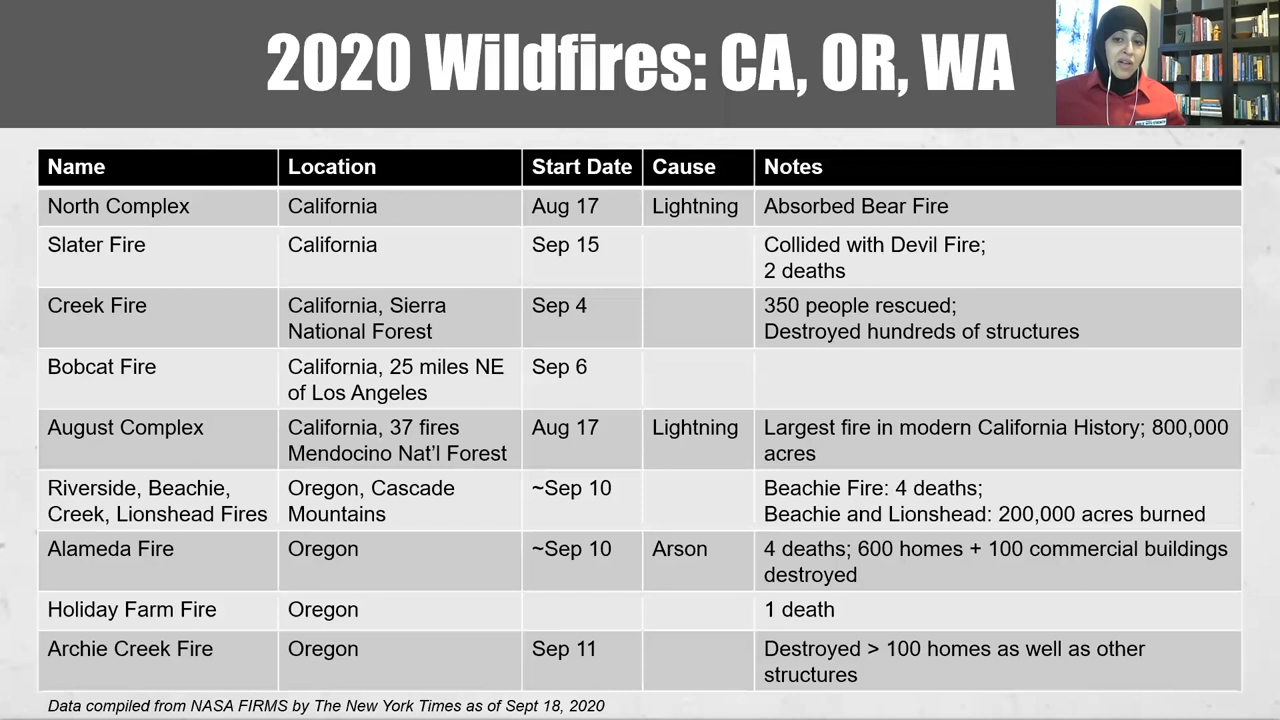 2020 Wildfires: CA, OR, WA
Name Location Start Date Cause Notes
North Complex California Aug 17 Lightning Absorbed Bear Fire
Slater Fire California Sep 15 Collided with Devil Fire;
2 deaths
Creek Fire California, Sierra Sep 4 350 people rescued;
National Forest Destroyed hundreds of structures
Bobcat Fire California, 25 miles NE Sep 6
of Los Angeles
August Complex California, 37 fires Aug 17 Lightning Largest fire in modern California History; 800,000
Mendocino Nat'l Forest acres
Riverside, Beachie, Oregon, Cascade ~Sep 10 Beachie Fire: 4 deaths;
Creek, Lionshead Fires Mountains Beachie and Lionshead: 200,000 acres burned
Alameda Fire Oregon ~Sep 10 Arson 4 deaths; 600 homes + 100 commercial buildings
destroyed
Holiday Farm Fire Oregon 1 death
Archie Creek Fire Oregon Sep 11 Destroyed > 100 homes as well as other
structures
Data compiled from NASA FIRMS by The New York Times as of Sept 18, 2020